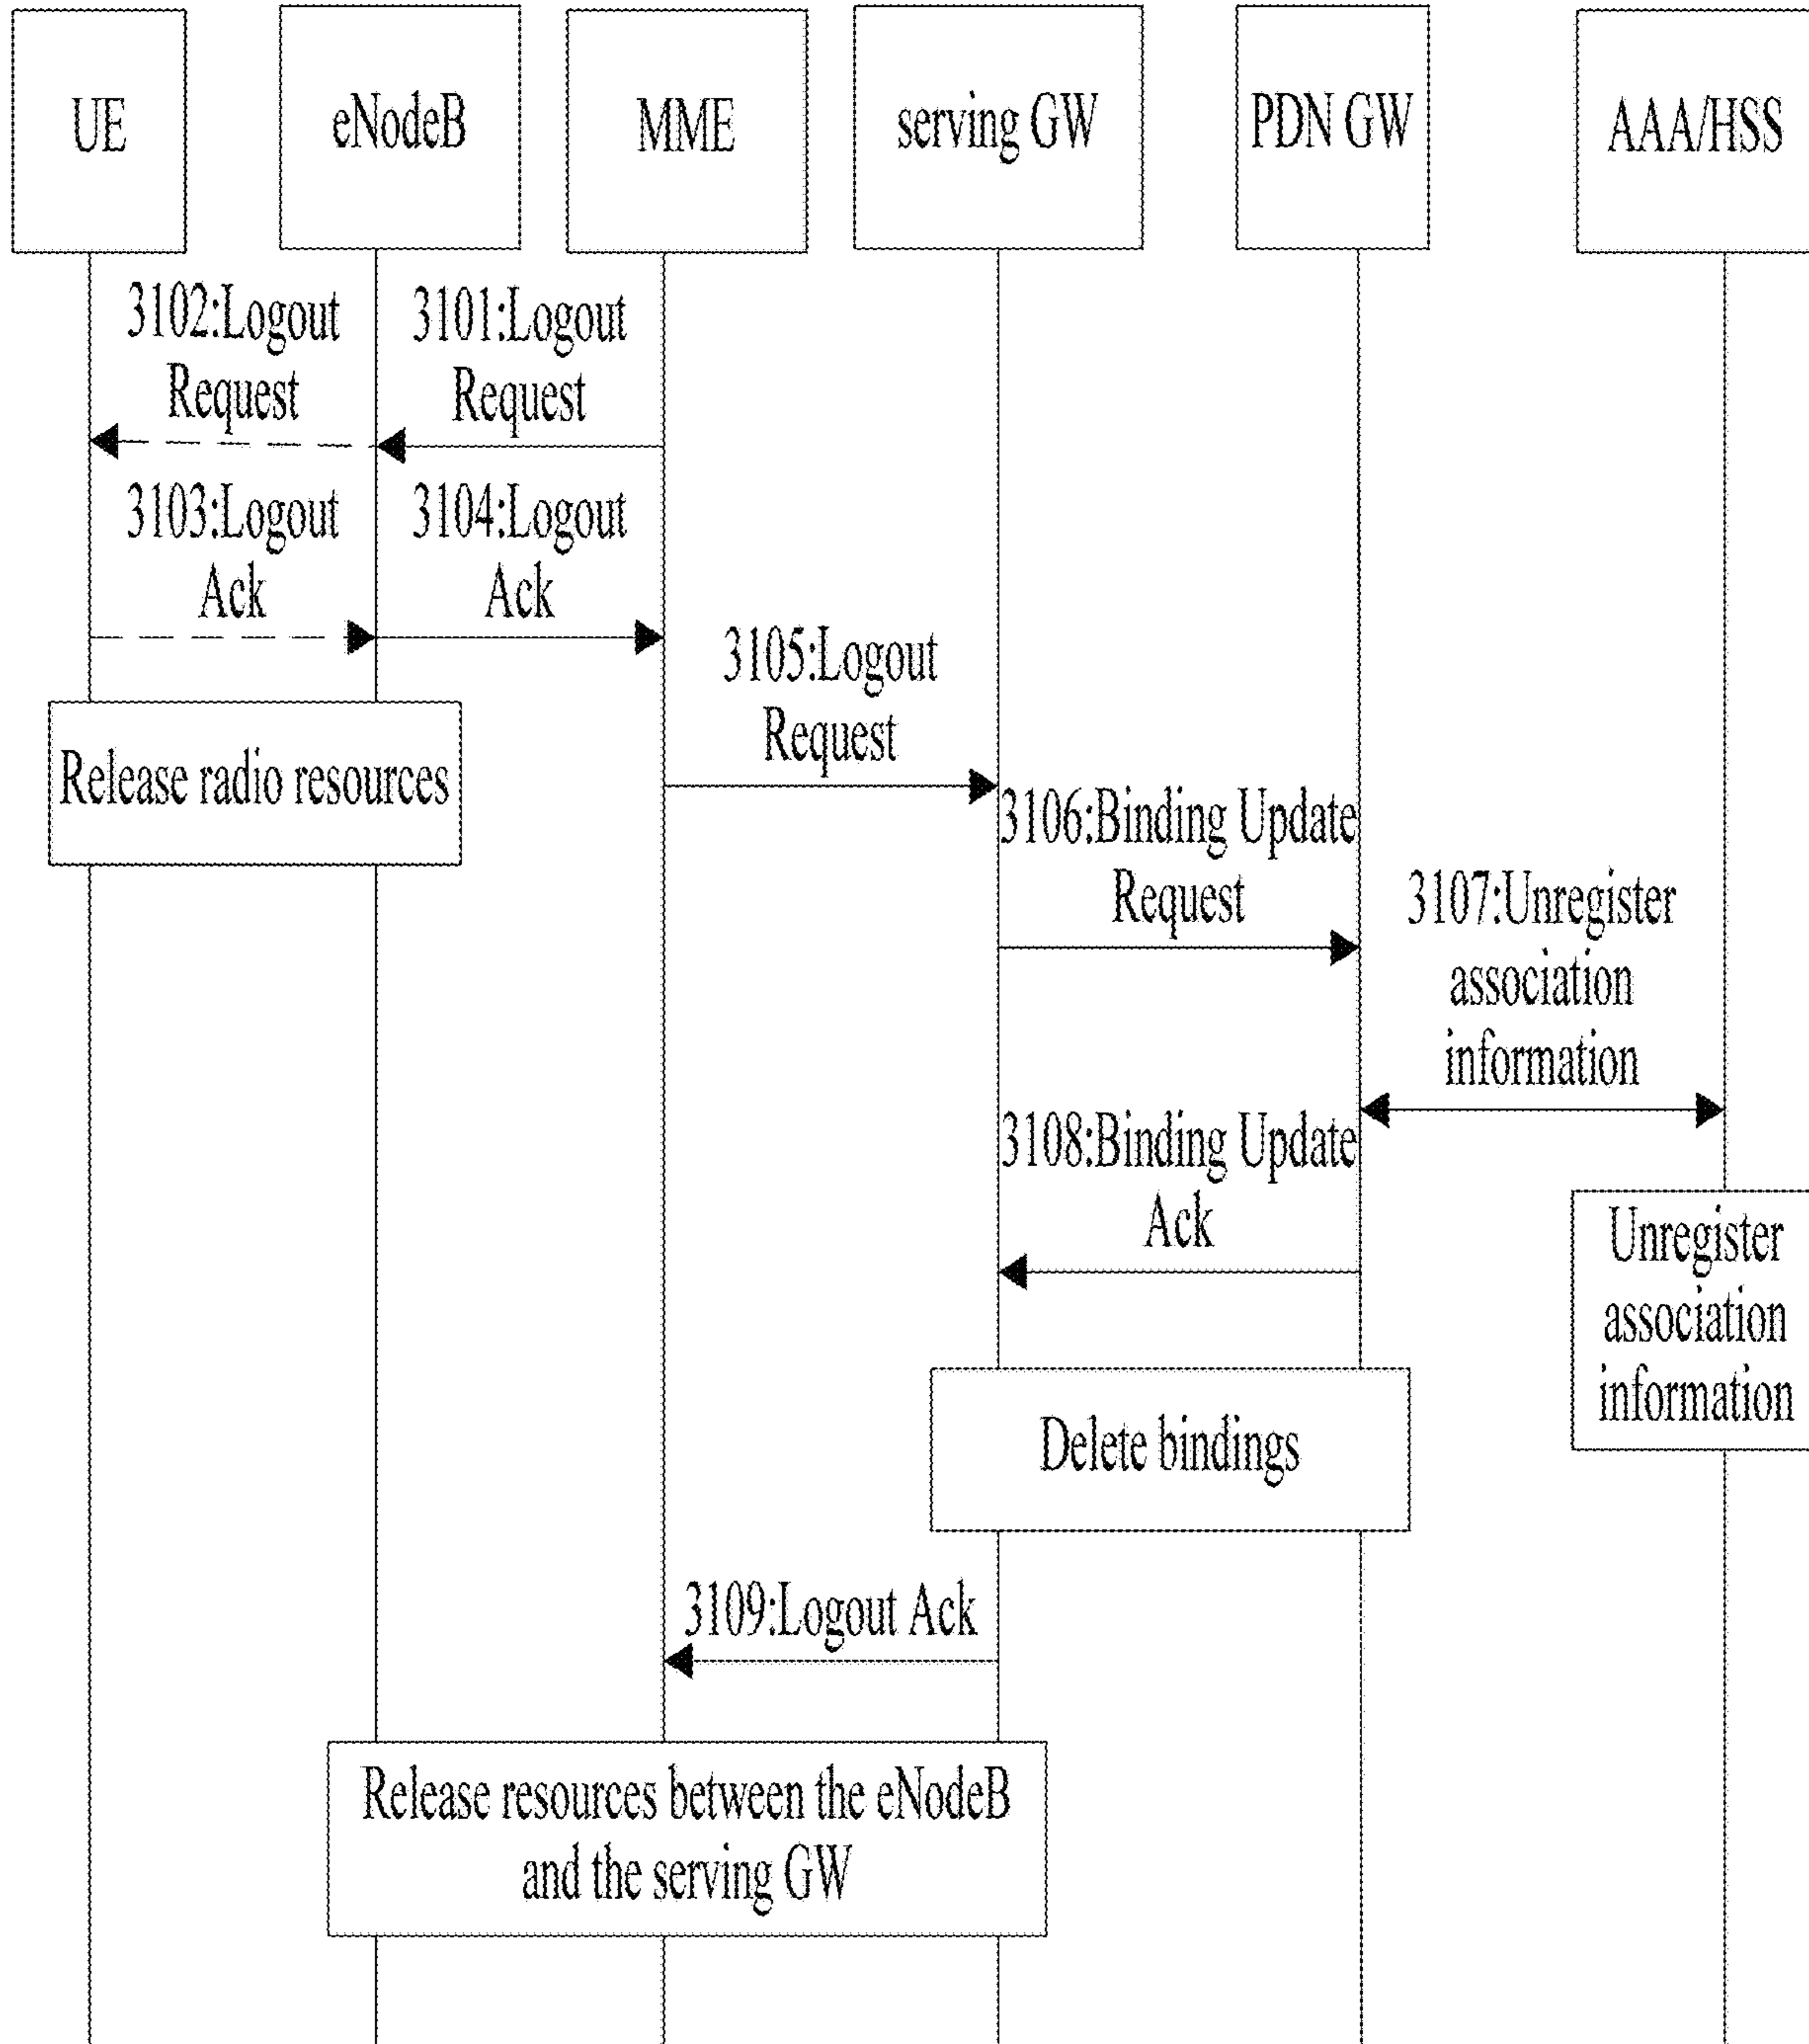 UE
eNodeB
MME
serving GW
PDN GW
AAA/HSS
3102:Logout
Request
3101:Logout
Request
3103:Logout
Ack
3104:Logout
Ack
3105:Logout
Request
Release radio resources
3106:Binding Update
Request
3107:Unregister
association
information
3108:Binding Update
Ack
Unregister
association
information
Delete bindings
3109:Logout Ack
Release resources between the eNodeB
and the serving GW